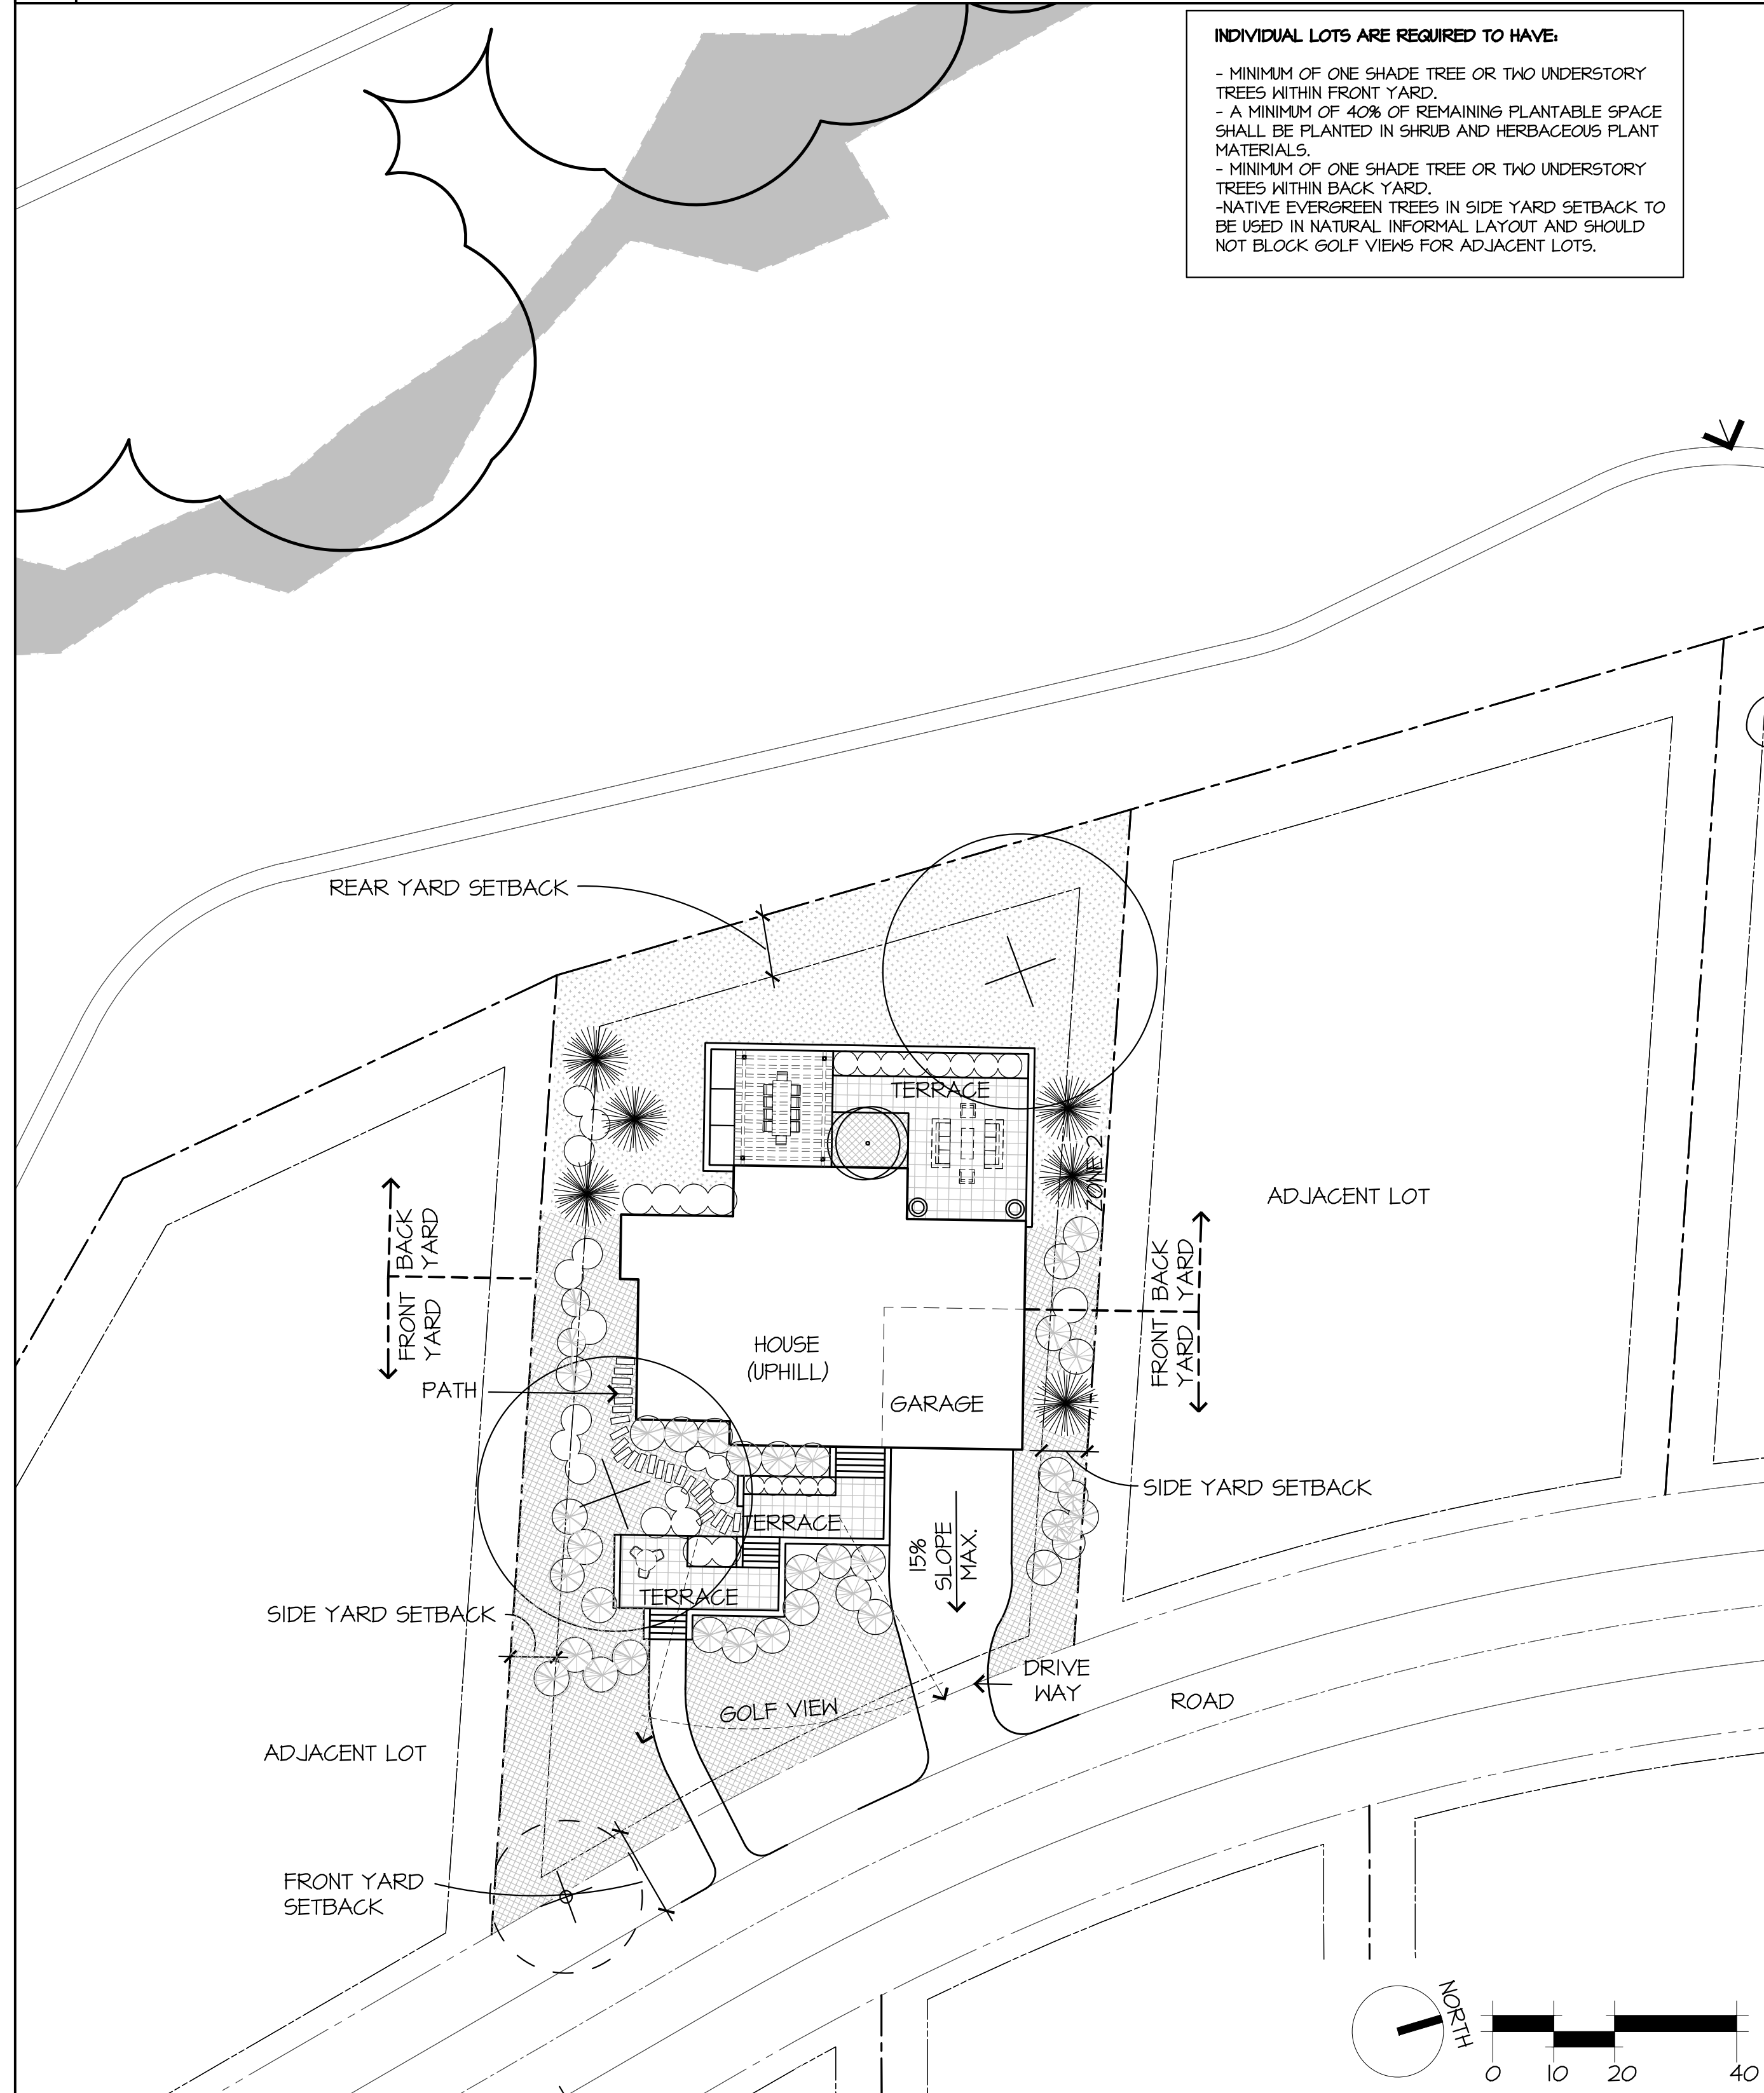 INDIVIDUAL LOTS ARE REQUIRED TO HAVE:
- MINIMUM OF ONE SHADE TREE OR TWO UNDERSTORY
TREES WITHIN FRONT YARD.
- A MINIMUM OF 40% OF REMAINING PLANTABLE SPACE
SHALL BE PLANTED IN SHRUB AND HERBACEOUS PLANT
MATERIALS.
- MINIMUM OF ONE SHADE TREE OR TWO UNDERSTORY
TREES WITHIN BACK YARD.
-NATIVE EVERGREEN TREES IN SIDE YARD SETBACK TO
BE USED IN NATURAL INFORMAL LAYOUT AND SHOULD
NOT BLOCK GOLF VIEWS FOR ADJACENT LOTS.
REAR YARD SETBACK
TERRACE
ZONE 2
ADJACENT LOT
BACK
YARD
FRONT
YARD
BACK
YARD
FRONT
YARD
HOUSE
(UPHILL)
PATH
GARAGE
SIDE YARD SETBACK
TERRACE
15%
SLOPE
MAX.
TERRACE
SIDE YARD SETBACK
DRIVE
WAY
ROAD
GOLF VIEW
ADJACENT LOT
FRONT YARD
SETBACK
NORTH
0 10 20 40